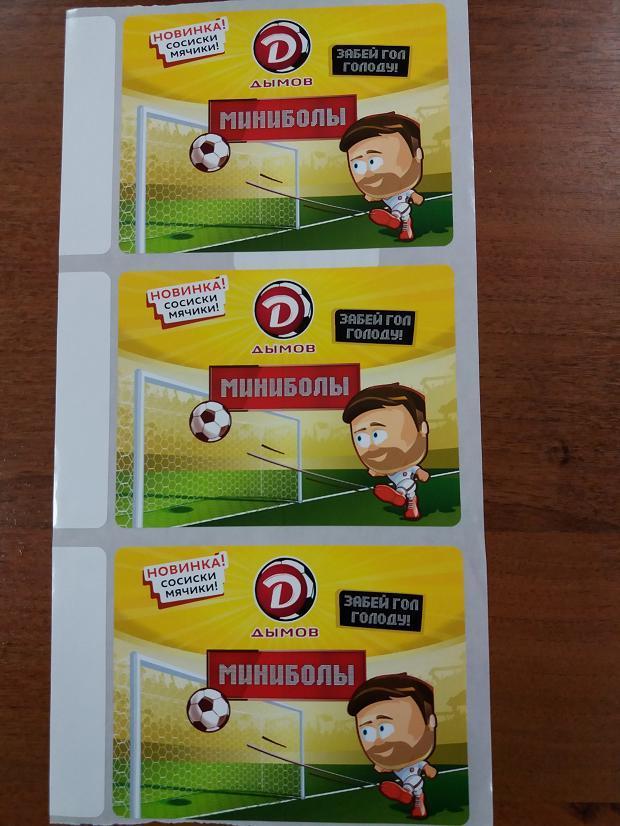 НОВИНКА!
СОСИСКИ
МЯЧИКИ!
D
ДЫМОВ
ЗАБЕЙ ГОЛ
ГОЛОДУ!
МИНИБОЛЫ
НОВИНКА!
СОСИСКИ
МЯЧИКИ!
D
ДЫМОВ
ЗАБЕЙ ГОЛ
ГОЛОДУ!
МИНИБОЛЫ
НОВИНКА!
СОСИСКИ
МЯЧИКИ!
D
ДЫМОВ
ЗАБЕЙ ГОЛ
ГОЛОДУ!
МИНИБОЛЫ